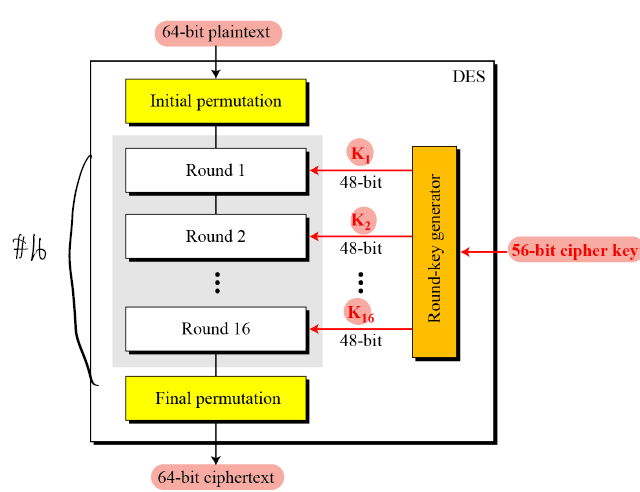 64-bit plaintext
DES
Initial permutation
Round 1
K1
48-bit
Round 2
K2
48-bit
#16
Round-key generator
56-bit cipher key
Round 16
K16
48-bit
Final permutation
64-bit ciphertext